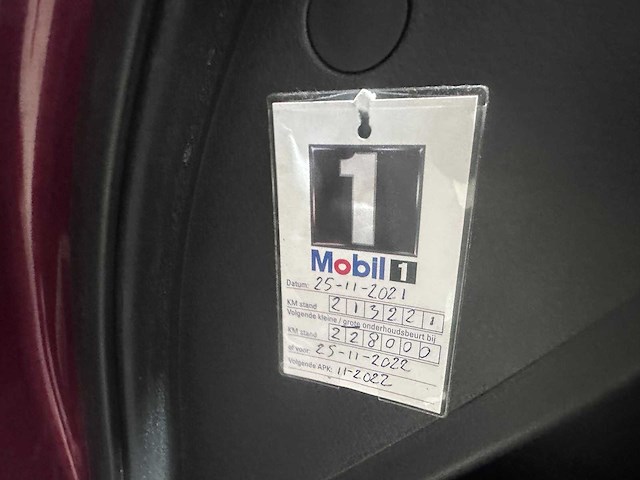 1
Mobil 1
Datum: 25-11-2021
KM stand 213221
Volgende kleine / grote onderhoudsbeurt bij
KM stand 228000
of voor: 25-11-2022
Volgende APK: 11-2022